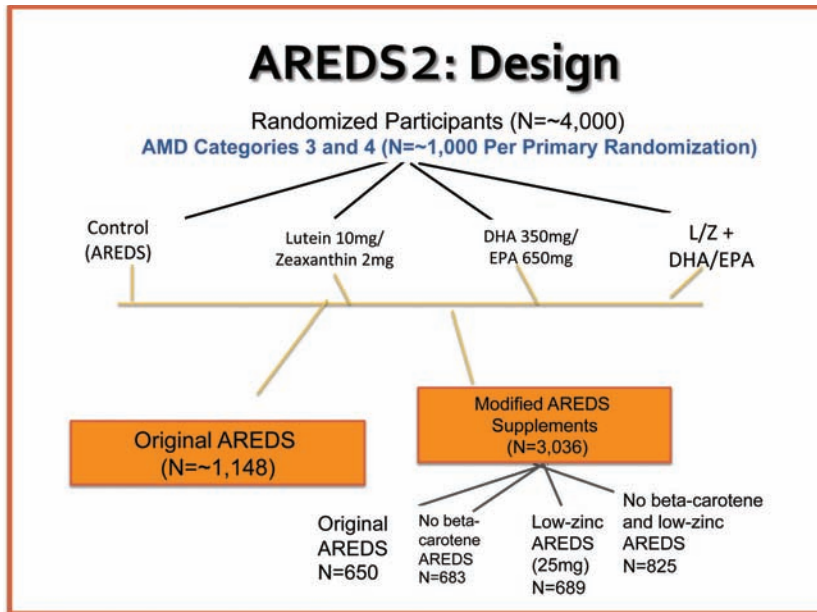 AREDS2: Design
Randomized Participants (N=~4,000)
AMD Categories 3 and 4 (N=~1,000 Per Primary Randomization)
Control
(AREDS)
Lutein 10mg/
Zeaxanthin 2mg
DHA 350mg/
EPA 650mg
L/Z +
DHA/EPA
Original AREDS
(N=~1,148)
Modified AREDS
Supplements
(N=3,036)
Original
AREDS
N=650
No beta-
carotene
AREDS
N=683
Low-zinc
AREDS
(25mg)
N=689
No beta-carotene
and low-zinc
AREDS
N=825